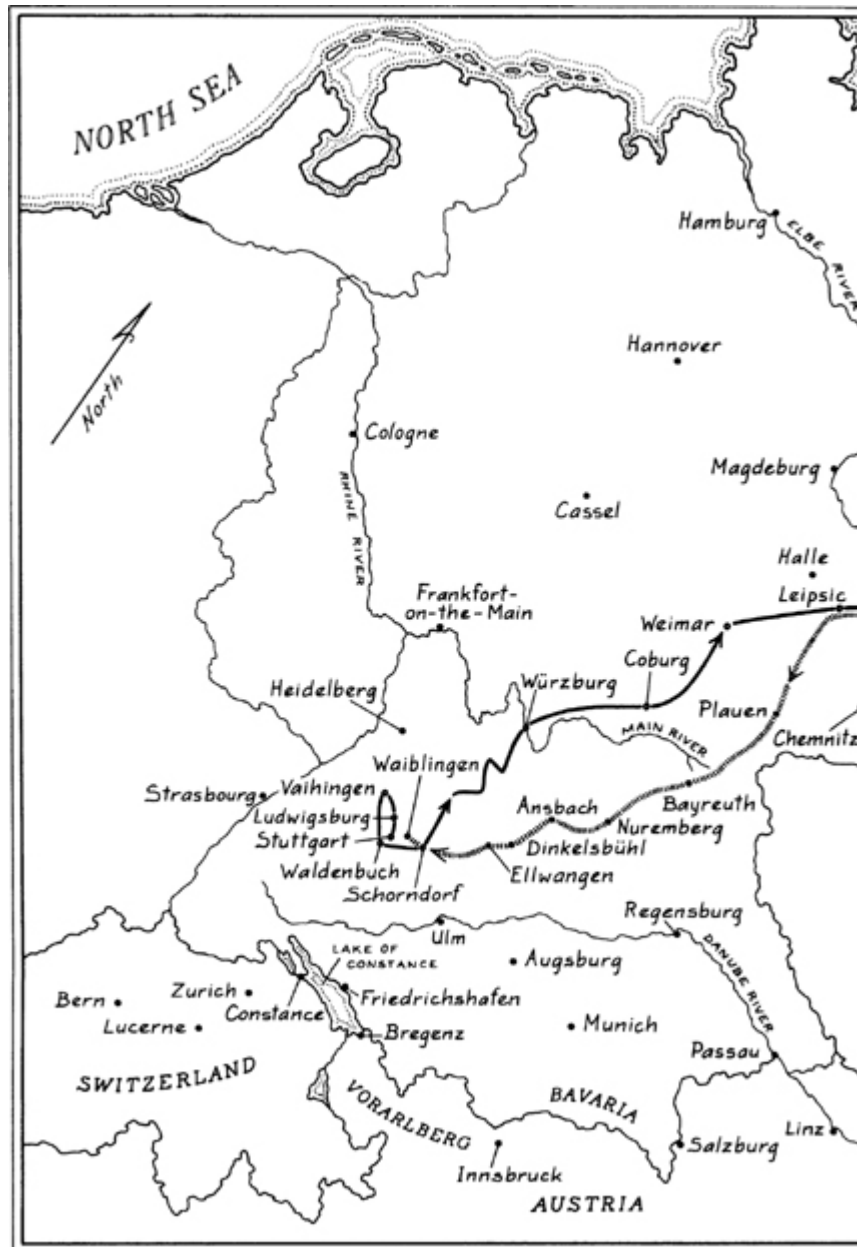 NORTH SEA
Hamburg
ELBE RIVER
Hannover
North
Cologne
Magdeburg
RHINE RIVER
Cassel
Halle
Leipsic
Frankfort-
on-the-Main
Weimar
Coburg
Würzburg
Heidelberg
Plauen
MAIN RIVER
Chemnitz
Waiblingen
Strasbourg
Vaihingen
Bayreuth
Ansbach
Ludwigsburg
Nuremberg
Stuttgart
Dinkelsbühl
Waldenbuch
Ellwangen
Schorndorf
Regensburg
Ulm
LAKE OF
CONSTANCE
Augsburg
DANUBE RIVER
Zurich
Friedrichshafen
Bern
Constance
Lucerne
Munich
Bregenz
Passau
SWITZERLAND
VORARLBERG
BAVARIA
Linz
Salzburg
Innsbruck
AUSTRIA